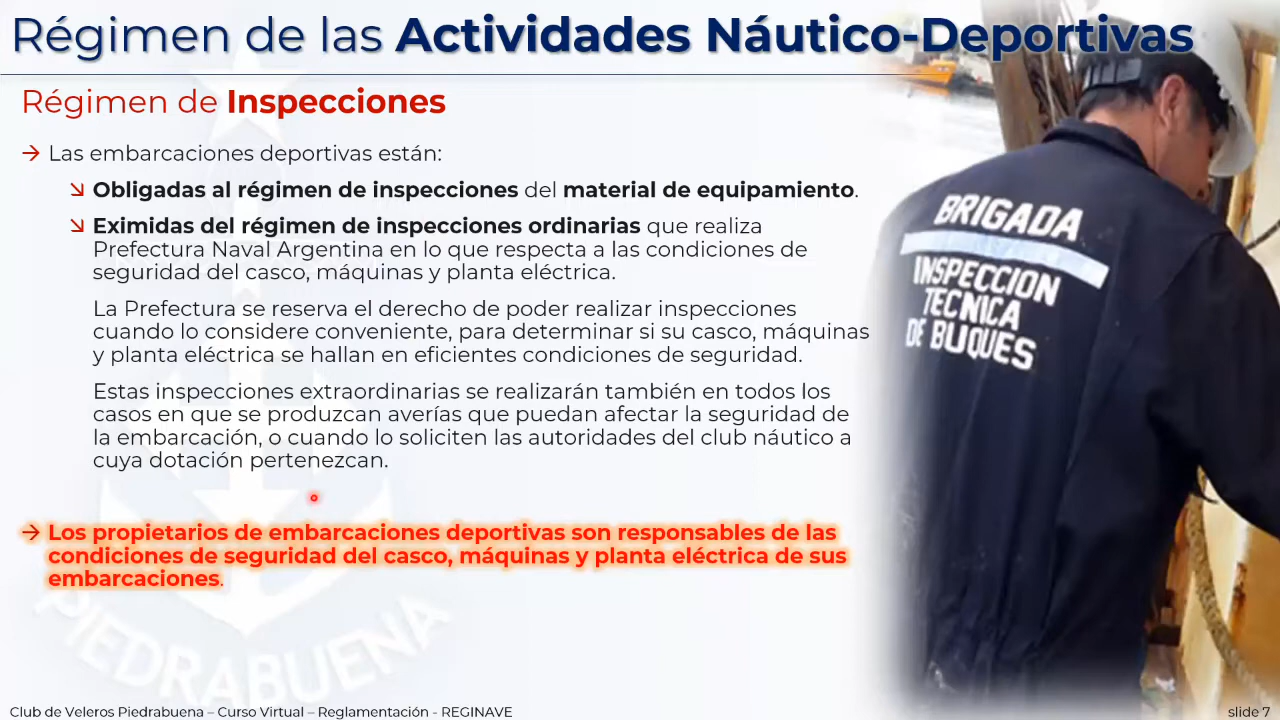 Régimen de las Actividades Náutico-Deportivas
Régimen de Inspecciones
→ Las embarcaciones deportivas están:
↘ Obligadas al régimen de inspecciones del material de equipamiento.
↘ Eximidas del régimen de inspecciones ordinarias que realiza
Prefectura Naval Argentina en lo que respecta a las condiciones de
seguridad del casco, máquinas y planta eléctrica.
La Prefectura se reserva el derecho de poder realizar inspecciones
cuando lo considere conveniente, para determinar si su casco, máquinas
y planta eléctrica se hallan en eficientes condiciones de seguridad.
Estas inspecciones extraordinarias se realizarán también en todos los
casos en que se produzcan averías que puedan afectar la seguridad de
la embarcación, o cuando lo soliciten las autoridades del club náutico a
cuya dotación pertenezcan.
→ Los propietarios de embarcaciones deportivas son responsables de las
condiciones de seguridad del casco, máquinas y planta eléctrica de sus
embarcaciones.
BRIGADA
INSPECCION
TECNICA
DE BUQUES
PIEDRABUENA
Club de Veleros Piedrabuena – Curso Virtual – Reglamentación - REGINAVE
slide 7